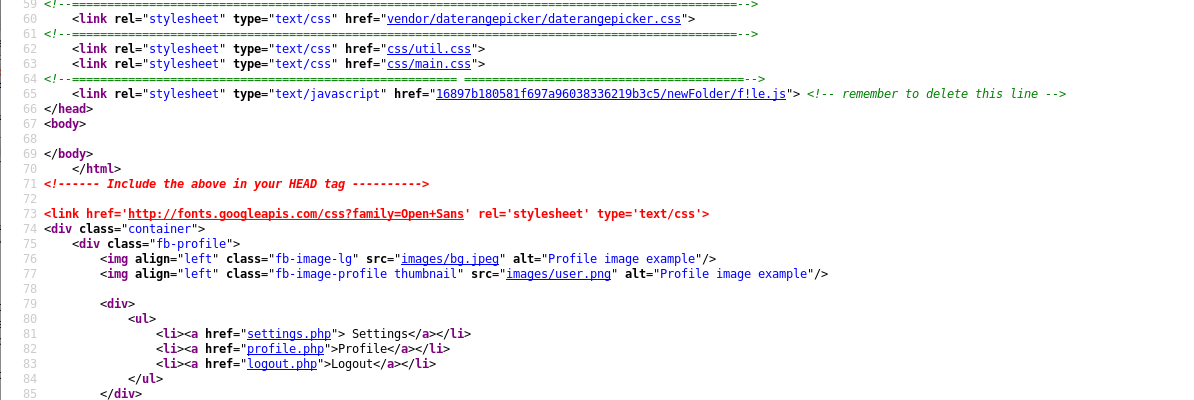 59 <!--===============================================================================================-->
60     <link rel="stylesheet" type="text/css" href="vendor/daterangepicker/daterangepicker.css">
61 <!--===============================================================================================-->
62     <link rel="stylesheet" type="text/css" href="css/util.css">
63     <link rel="stylesheet" type="text/css" href="css/main.css">
64 <!--======================================================= ========================================-->
65     <link rel="stylesheet" type="text/javascript" href="16897b180581f697a96038336219b3c5/newFolder/f!le.js"> <!-- remember to delete this line -->
66 </head>
67 <body>
68
69 </body>
70     </html>
71 <!------ Include the above in your HEAD tag ---------->
72
73 <link href='http://fonts.googleapis.com/css?family=Open+Sans' rel='stylesheet' type='text/css'>
74 <div class="container">
75     <div class="fb-profile">
76         <img align="left" class="fb-image-lg" src="images/bg.jpeg" alt="Profile image example"/>
77         <img align="left" class="fb-image-profile thumbnail" src="images/user.png" alt="Profile image example"/>
78
79         <div>
80             <ul>
81                 <li><a href="settings.php"> Settings</a></li>
82                 <li><a href="profile.php">Profile</a></li>
83                 <li><a href="logout.php">Logout</a></li>
84             </ul>
85         </div>